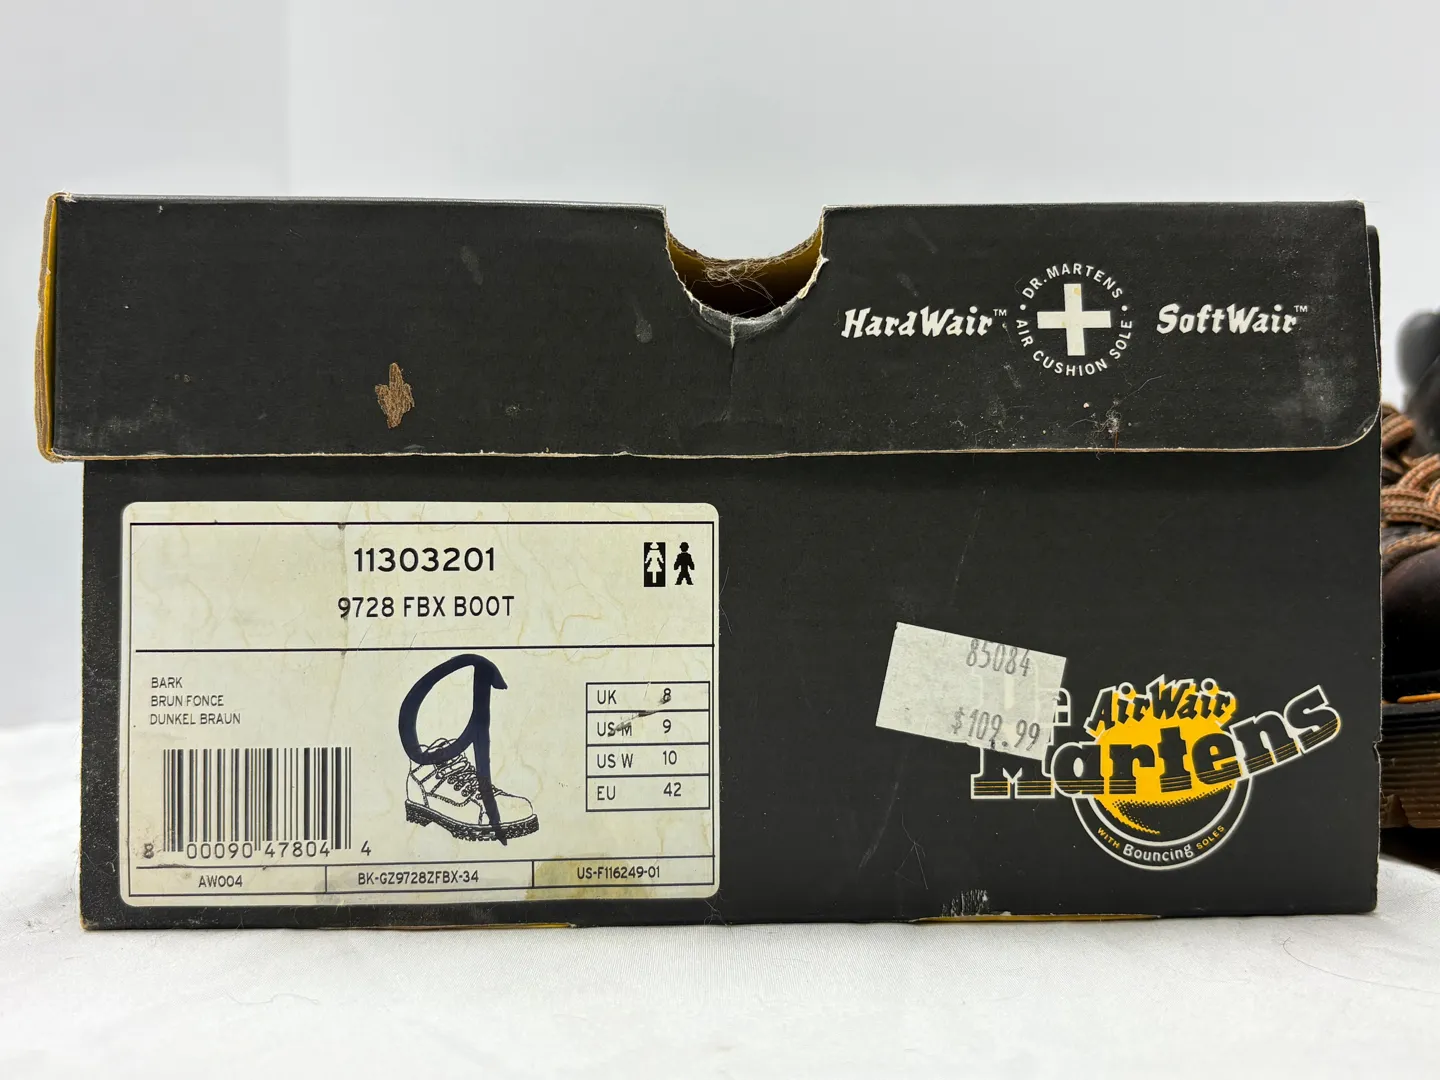 HardWair™
DR. MARTENS
AIR CUSHION SOLE
SoftWair™
11303201
9728 FBX BOOT
BARK
BRUN FONCE
DUNKEL BRAUN
9
UK 8
US M 9
US W 10
EU 42
8 00090 47804 4
AW004
BK-GZ9728ZFBX-34
US-F116249-01
85084
$109.99
AirWair
Martens
WITH Bouncing SOLES